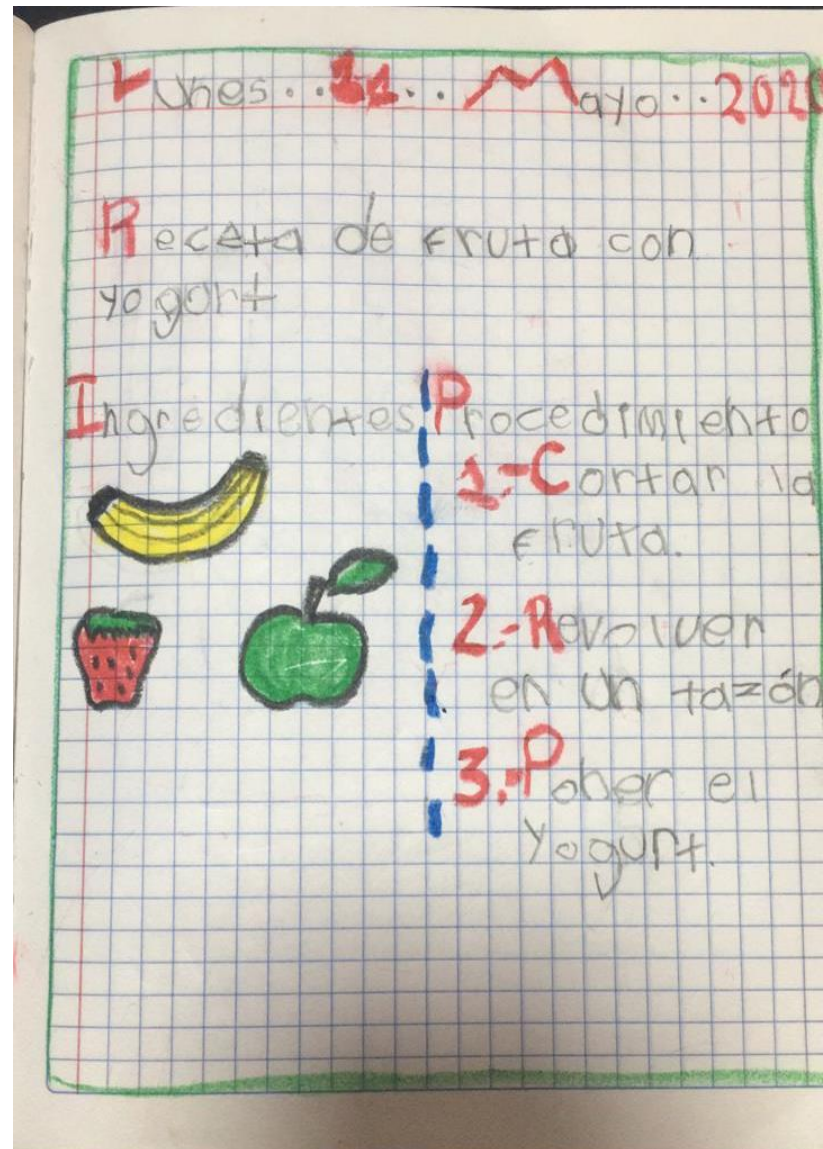 Lunes..11..Mayo..2020
Receta de fruta con
yogort
Ingredientes
Procedimiento
1.-Cortar la
fruta.
2.-Revolver
en un tazón
3.-Poner el
yogurt.